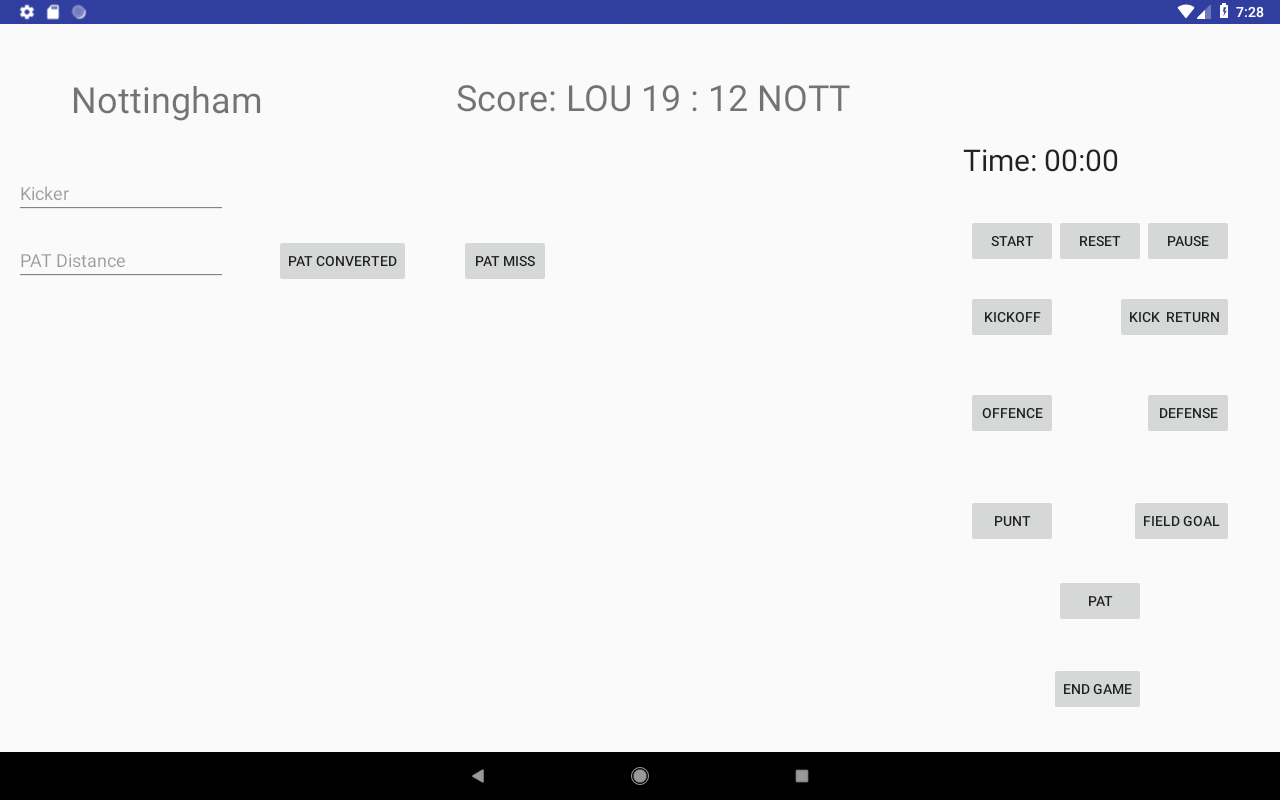 7:28
Nottingham
Score: LOU 19 : 12 NOTT
Time: 00:00
Kicker
START RESET PAUSE
PAT Distance PAT CONVERTED PAT MISS
KICKOFF KICK RETURN
OFFENCE DEFENSE
PUNT FIELD GOAL
PAT
END GAME